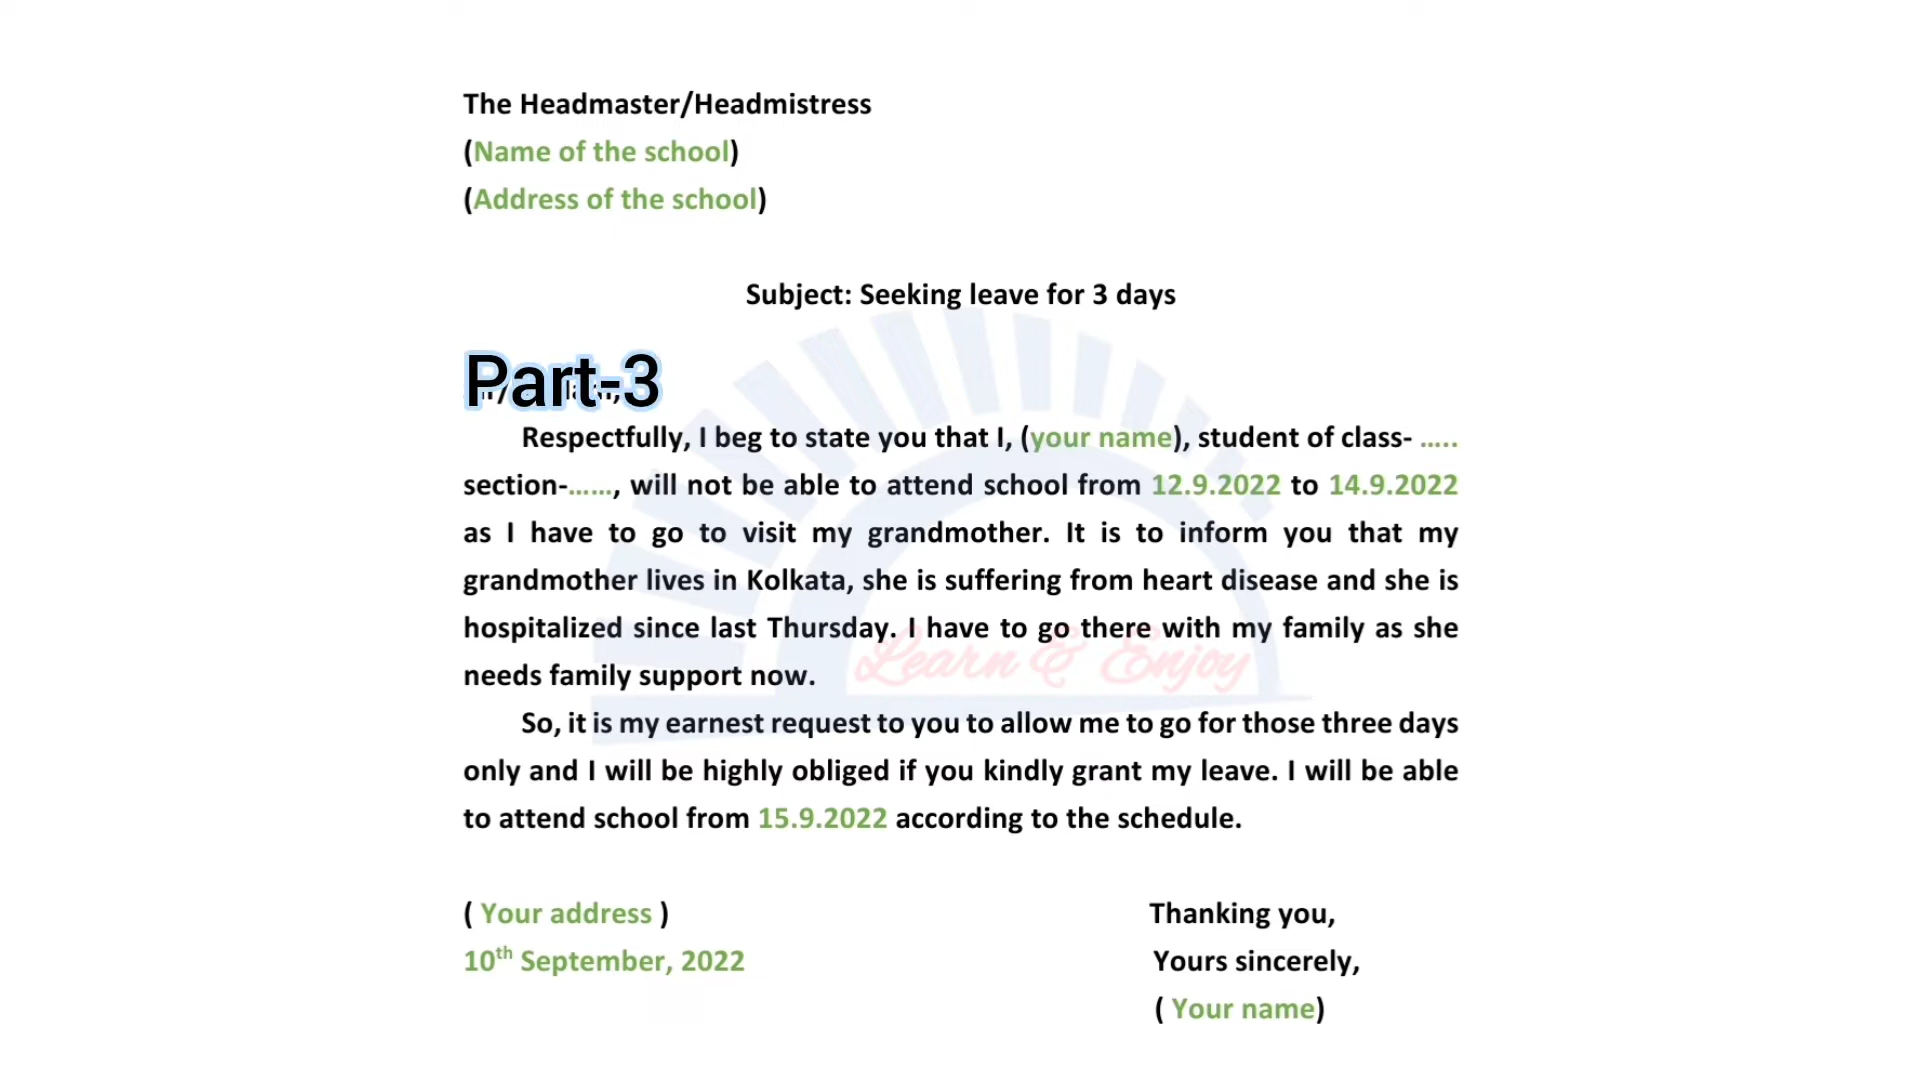 The Headmaster/Headmistress
(Name of the school)
(Address of the school)
Subject: Seeking leave for 3 days
Part-3
Respectfully, I beg to state you that I, (your name), student of class- .....
section-......, will not be able to attend school from 12.9.2022 to 14.9.2022
as I have to go to visit my grandmother. It is to inform you that my
grandmother lives in Kolkata, she is suffering from heart disease and she is
hospitalized since last Thursday. I have to go there with my family as she
needs family support now.
Learn & Enjoy
So, it is my earnest request to you to allow me to go for those three days
only and I will be highly obliged if you kindly grant my leave. I will be able
to attend school from 15.9.2022 according to the schedule.
( Your address )
Thanking you,
10th September, 2022
Yours sincerely,
( Your name)